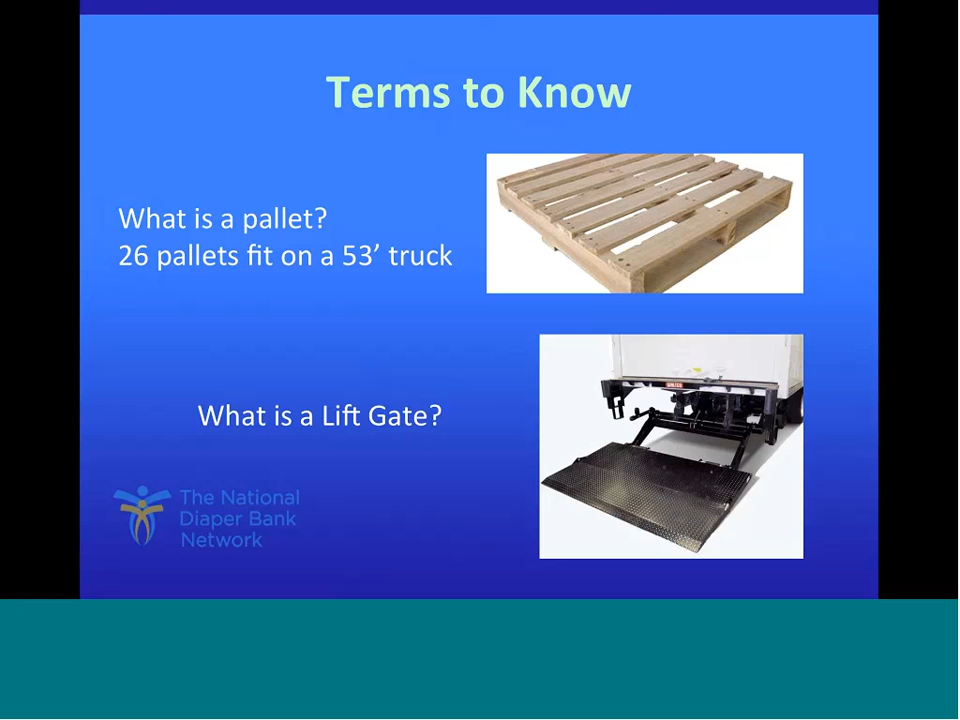 Terms to Know
What is a pallet?
26 pallets fit on a 53’ truck
What is a Lift Gate?
The National
Diaper Bank
Network